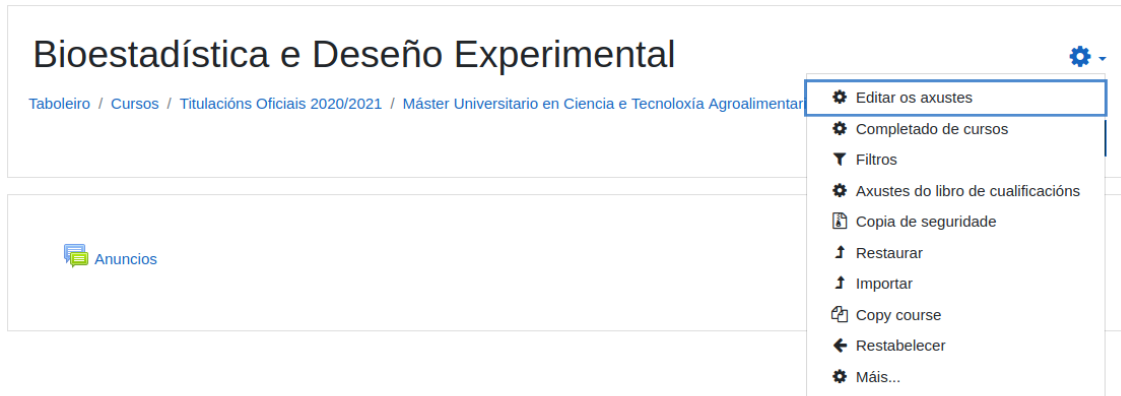 Bioestadística e Deseño Experimental
Taboleiro / Cursos / Titulacións Oficiais 2020/2021 / Máster Universitario en Ciencia e Tecnoloxía Agroalimentar
Editar os axustes
Completado de cursos
Filtros
Axustes do libro de cualificacións
Copia de seguridade
Restaurar
Importar
Copy course
Restabelecer
Máis...
Anuncios